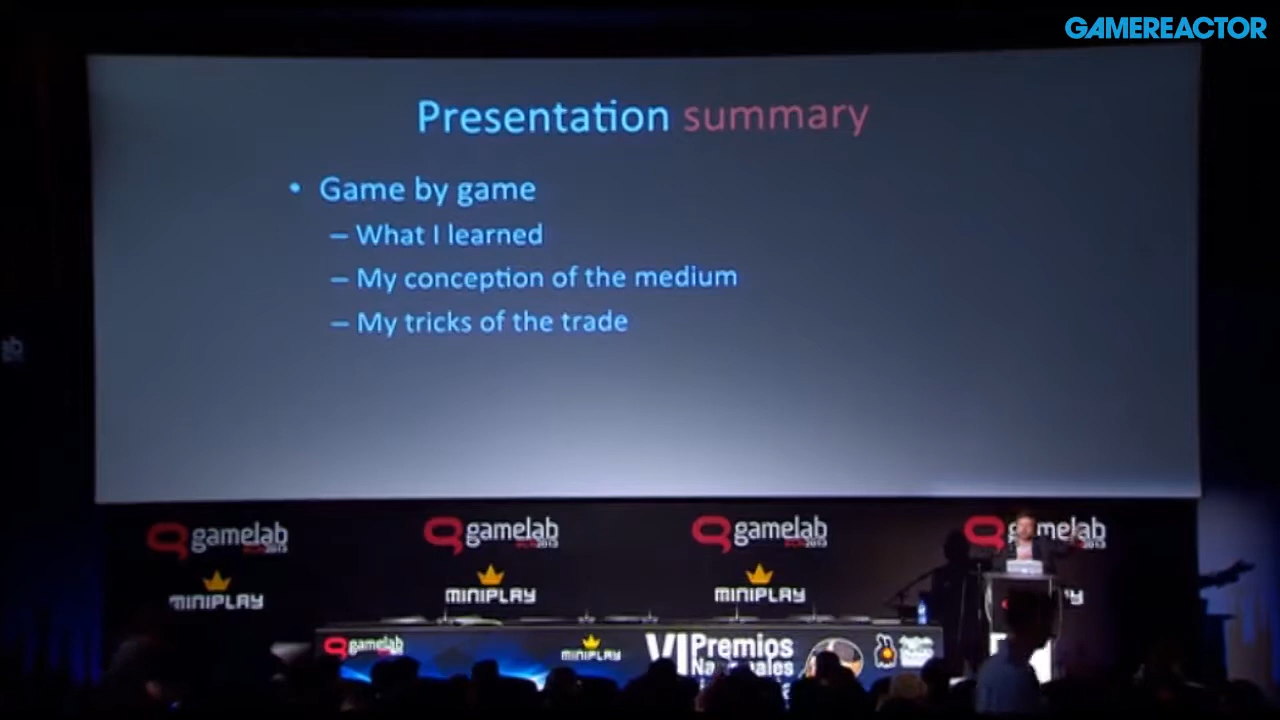 GAMEREACTOR
Presentation summary
• Game by game
– What I learned
– My conception of the medium
– My tricks of the trade
gamelab
gamelab
gamelab
gamelab
MINIPLAY
MINIPLAY
MINIPLAY
gamelab
MINIPLAY
VI Premios